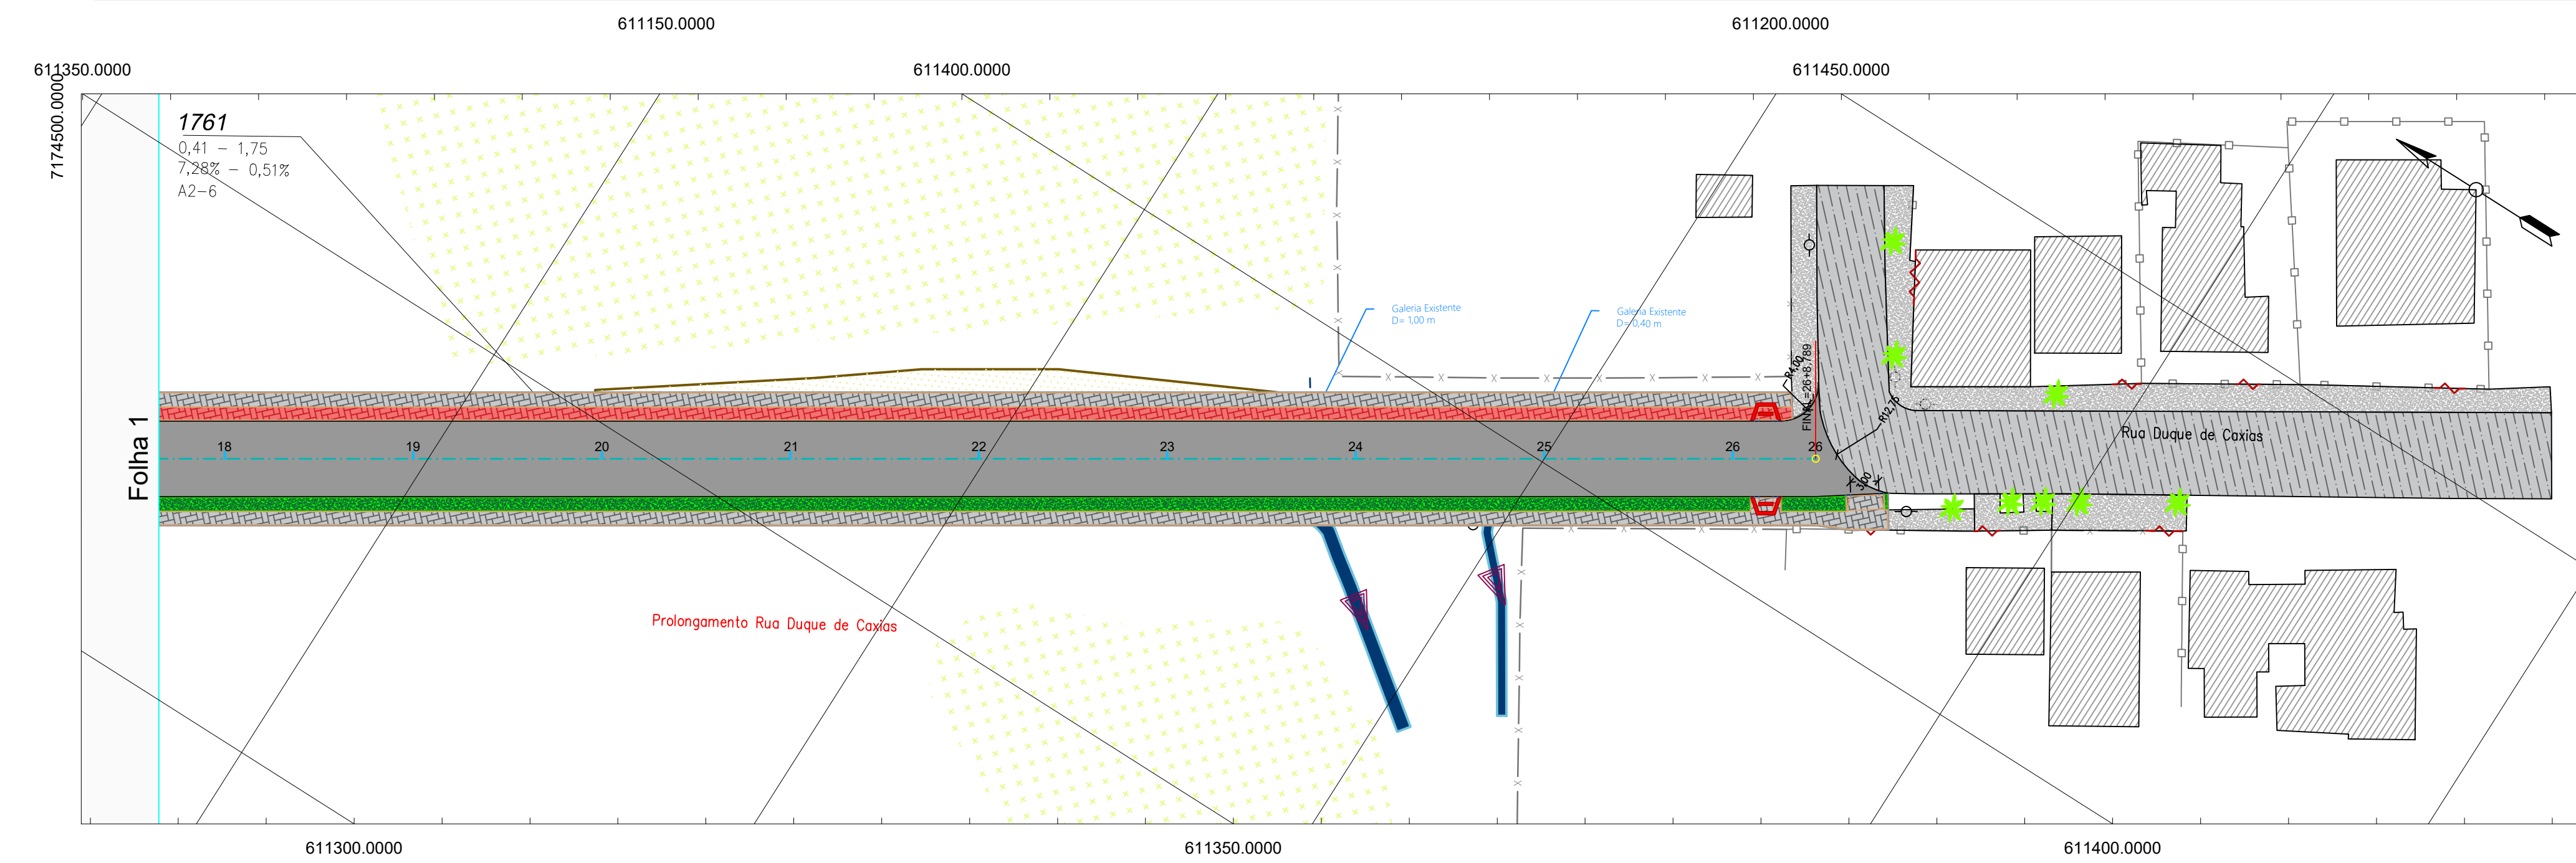 611150.0000
611200.0000
611350.0000
611400.0000
611450.0000
7174500.0000
1761
0,41 – 1,75
7,28% – 0,51%
A2–6
Galeria Existente
D= 1,00 m
Galeria Existente
D= 0,40 m
R4,00
FINAL=26+8,789
R12,75
Folha 1
18
19
20
21
22
23
24
25
26
26
Rua Duque de Caxias
3,00
Prolongamento Rua Duque de Caxias
611300.0000
611350.0000
611400.0000